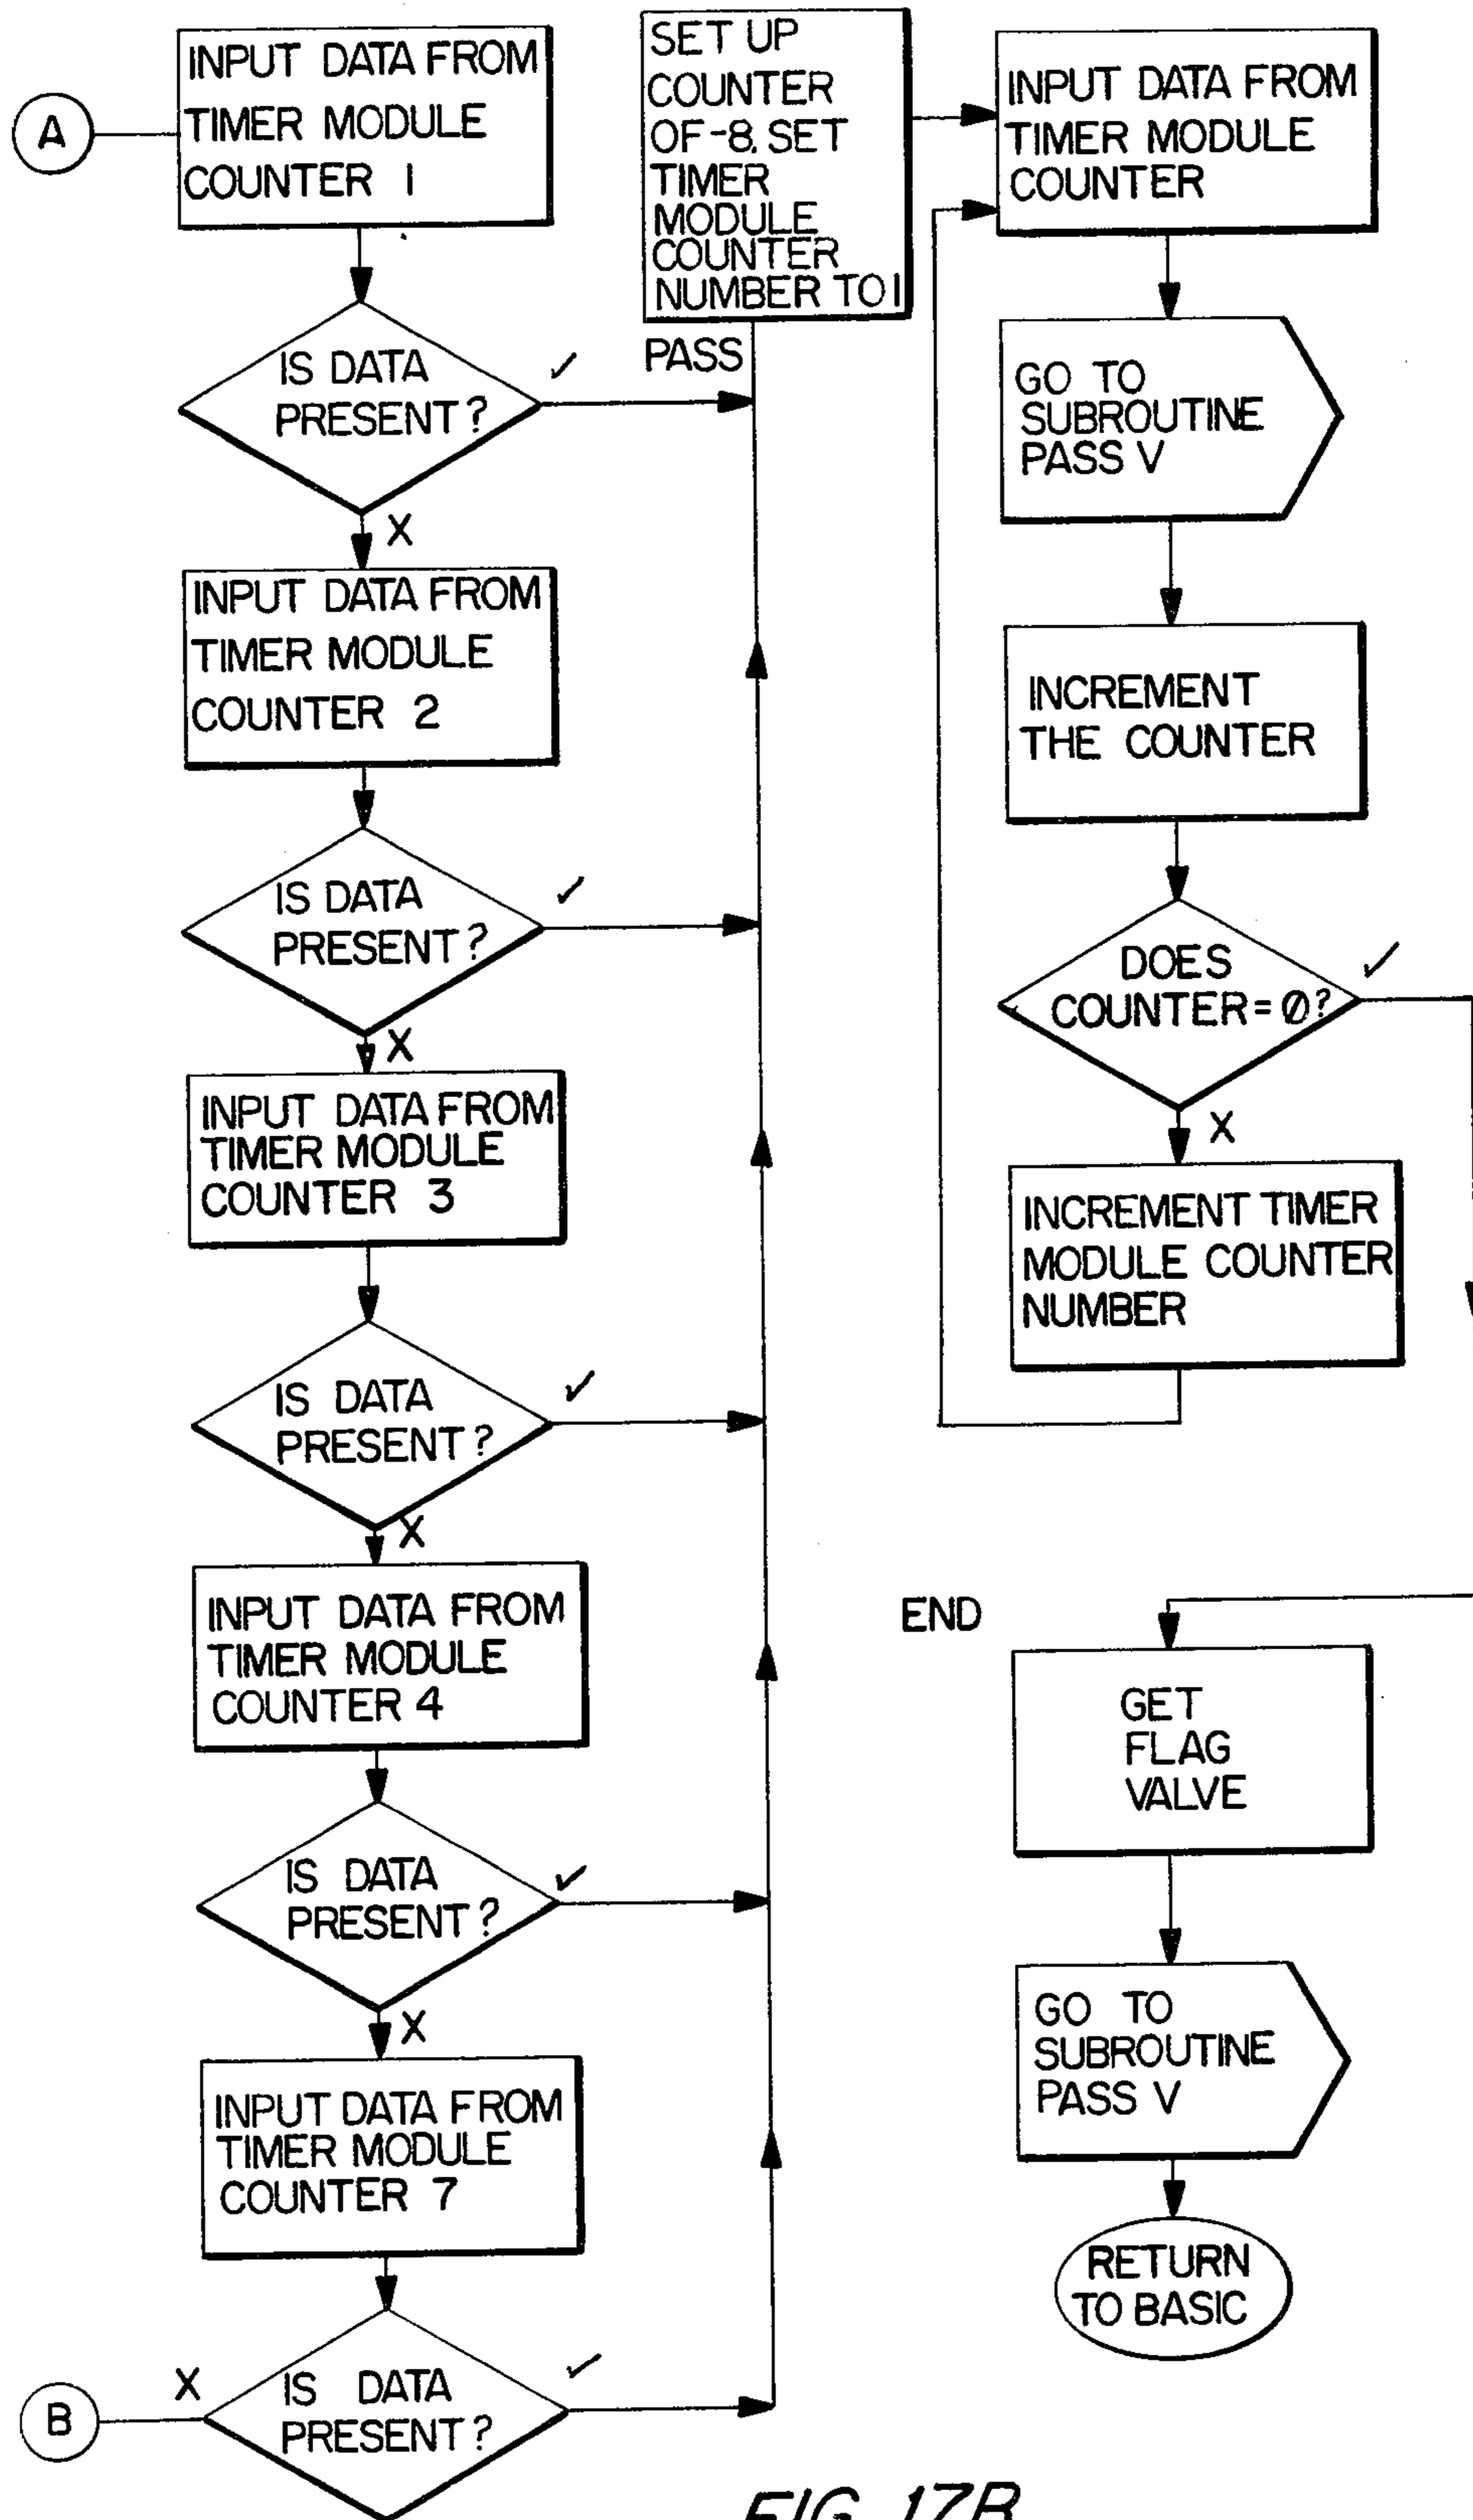 A
INPUT DATA FROM
TIMER MODULE
COUNTER 1
IS DATA
PRESENT?
✓
X
INPUT DATA FROM
TIMER MODULE
COUNTER 2
IS DATA
PRESENT?
✓
X
INPUT DATA FROM
TIMER MODULE
COUNTER 3
IS DATA
PRESENT?
✓
X
INPUT DATA FROM
TIMER MODULE
COUNTER 4
IS DATA
PRESENT?
✓
X
INPUT DATA FROM
TIMER MODULE
COUNTER 7
IS DATA
PRESENT?
✓
X
B
SET UP
COUNTER
OF-8. SET
TIMER
MODULE
COUNTER
NUMBER TO 1
PASS
INPUT DATA FROM
TIMER MODULE
COUNTER
GO TO
SUBROUTINE
PASS V
INCREMENT
THE COUNTER
DOES
COUNTER=Ø?
✓
X
INCREMENT TIMER
MODULE COUNTER
NUMBER
END
GET
FLAG
VALVE
GO TO
SUBROUTINE
PASS V
RETURN
TO BASIC
FIG. 17B